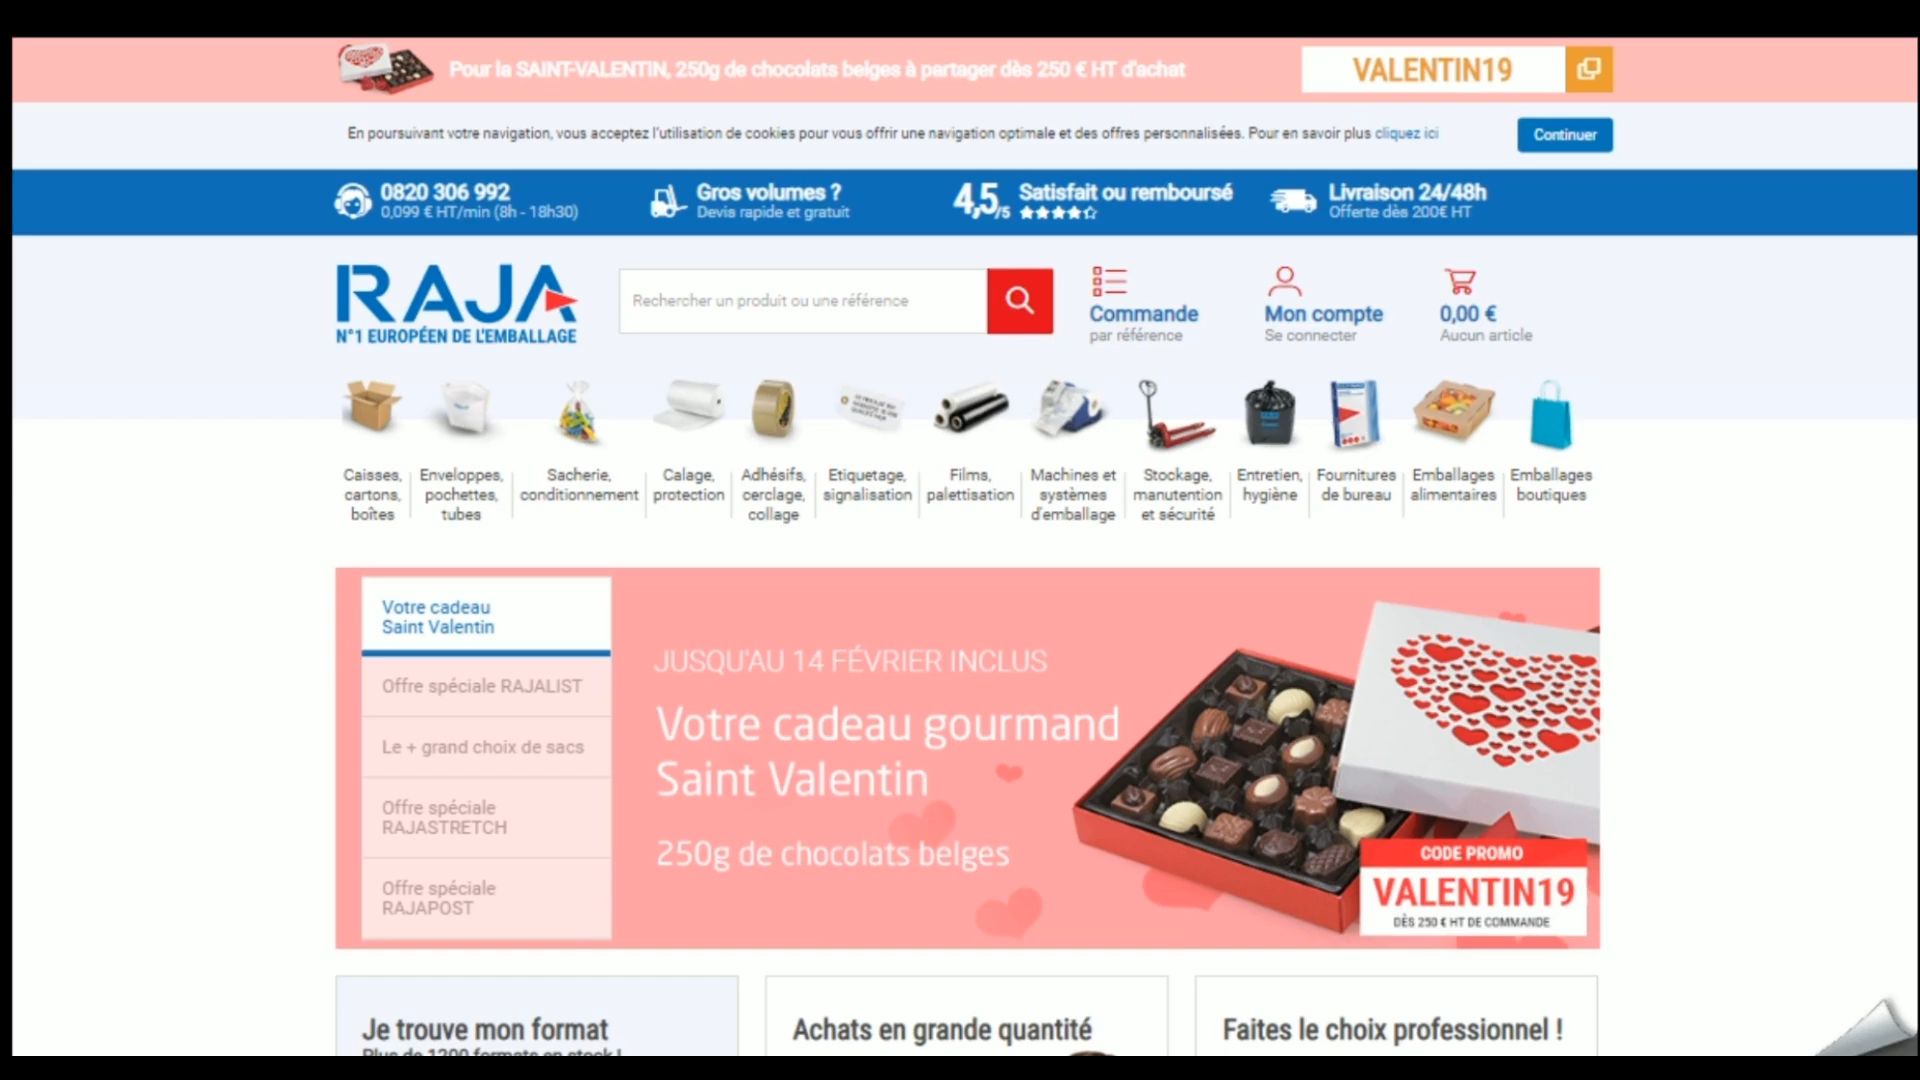 Pour la SAINT-VALENTIN, 250g de chocolats belges à partager dès 250 € HT d'achat
VALENTIN19
En poursuivant votre navigation, vous acceptez l'utilisation de cookies pour vous offrir une navigation optimale et des offres personnalisées. Pour en savoir plus cliquez ici
Continuer
0820 306 992
0,099 € HT/min (8h - 18h30)
Gros volumes ?
Devis rapide et gratuit
4,5/5
Satisfait ou remboursé
Livraison 24/48h
Offerte dès 200€ HT
RAJA
N°1 EUROPÉEN DE L'EMBALLAGE
Rechercher un produit ou une référence
Commande
par référence
Mon compte
Se connecter
0,00 €
Aucun article
Caisses,
cartons,
boîtes
Enveloppes,
pochettes,
tubes
Sacherie,
conditionnement
Calage,
protection
Adhésifs,
cerclage,
collage
Etiquetage,
signalisation
Films,
palettisation
Machines et
systèmes
d'emballage
Stockage,
manutention
et sécurité
Entretien,
hygiène
Fournitures
de bureau
Emballages
alimentaires
Emballages
boutiques
Votre cadeau
Saint Valentin
Offre spéciale RAJALIST
Le + grand choix de sacs
Offre spéciale
RAJASTRETCH
Offre spéciale
RAJAPOST
JUSQU'AU 14 FÉVRIER INCLUS
Votre cadeau gourmand
Saint Valentin
250g de chocolats belges
CODE PROMO
VALENTIN19
DÈS 250 € HT DE COMMANDE
Je trouve mon format
Plus de 1200 formats en stock !
Achats en grande quantité
Faites le choix professionnel !